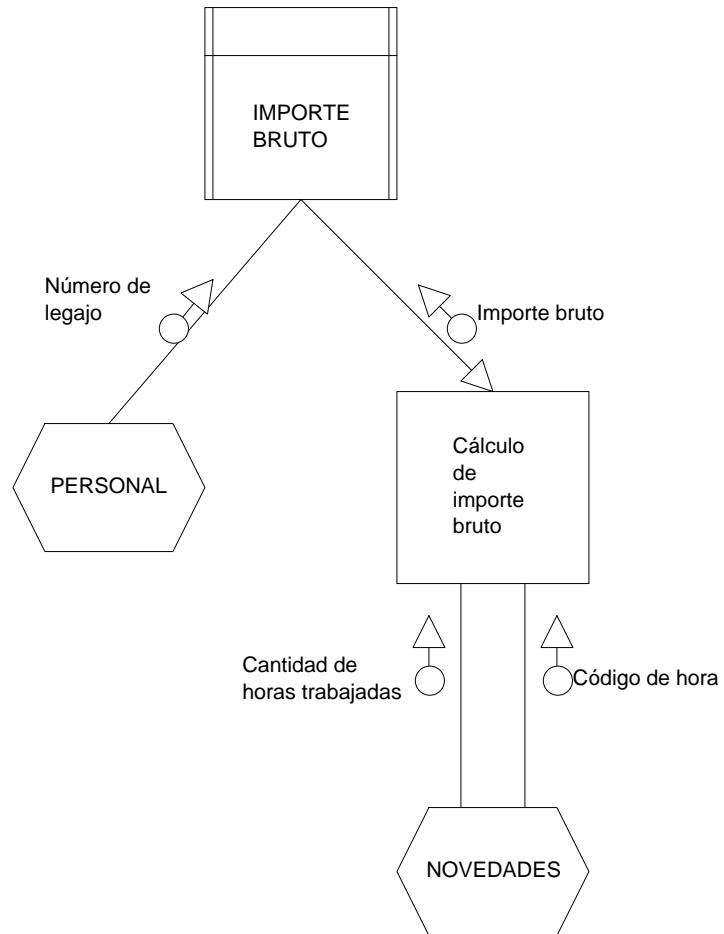 IMPORTE
BRUTO
Número de
legajo
Importe bruto
Cálculo
de
importe
bruto
PERSONAL
Cantidad de
horas trabajadas
Código de hora
NOVEDADES